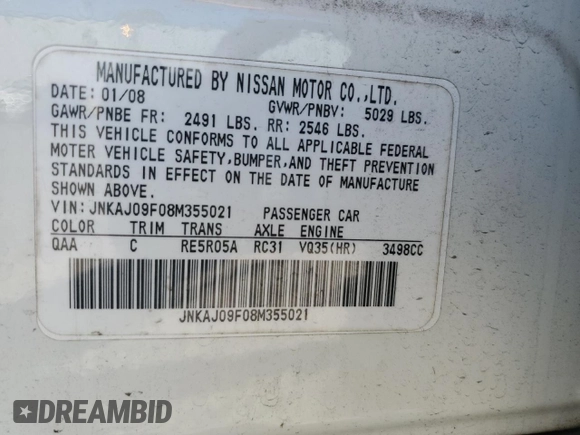 MANUFACTURED BY NISSAN MOTOR CO.,LTD.
DATE: 01/08 GVWR/PNBV: 5029 LBS.
GAWR/PNBE FR: 2491 LBS. RR: 2546 LBS.
THIS VEHICLE CONFORMS TO ALL APPLICABLE FEDERAL
MOTOR VEHICLE SAFETY,BUMPER,AND THEFT PREVENTION
STANDARDS IN EFFECT ON THE DATE OF MANUFACTURE
SHOWN ABOVE.
VIN:JNKAJ09F08M355021 PASSENGER CAR
COLOR TRIM TRANS AXLE ENGINE
QAA C RE5R05A RC31 VQ35(HR) 3498CC
JNKAJ09F08M355021
DREAMBID